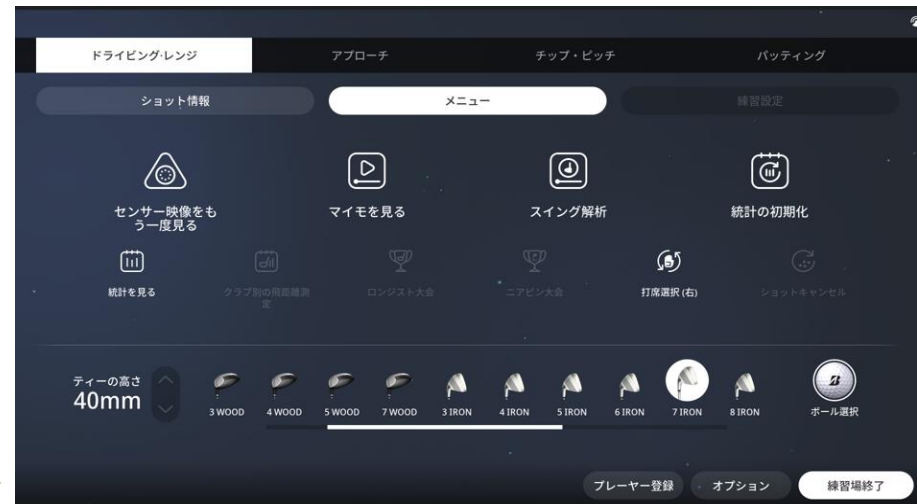 ドライビング·レンジ
アプローチ
チップ・ピッチ
パッティング
ショット情報
メニュー
練習設定
センサー映像をも
う一度見る
マイモを見る
スイング解析
統計の初期化
統計を見る
クラブ別の飛距離測
定
ロンジスト大会
ニアピン大会
打席選択 (右)
ショットキャンセル
ティーの高さ
40mm
3 WOOD
4 WOOD
5 WOOD
7 WOOD
3 IRON
4 IRON
5 IRON
6 IRON
7 IRON
8 IRON
ボール選択
プレーヤー登録
オプション
練習場終了